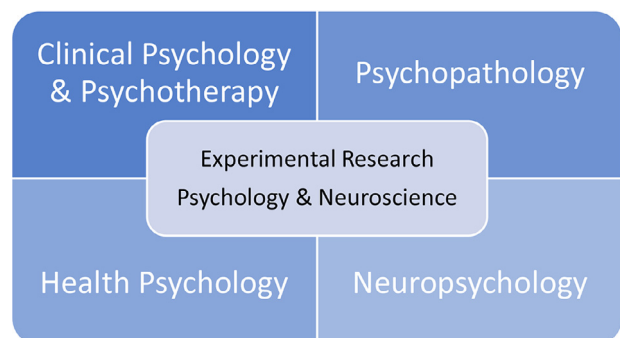 Clinical Psychology
& Psychotherapy
Psychopathology
Experimental Research
Psychology & Neuroscience
Health Psychology
Neuropsychology